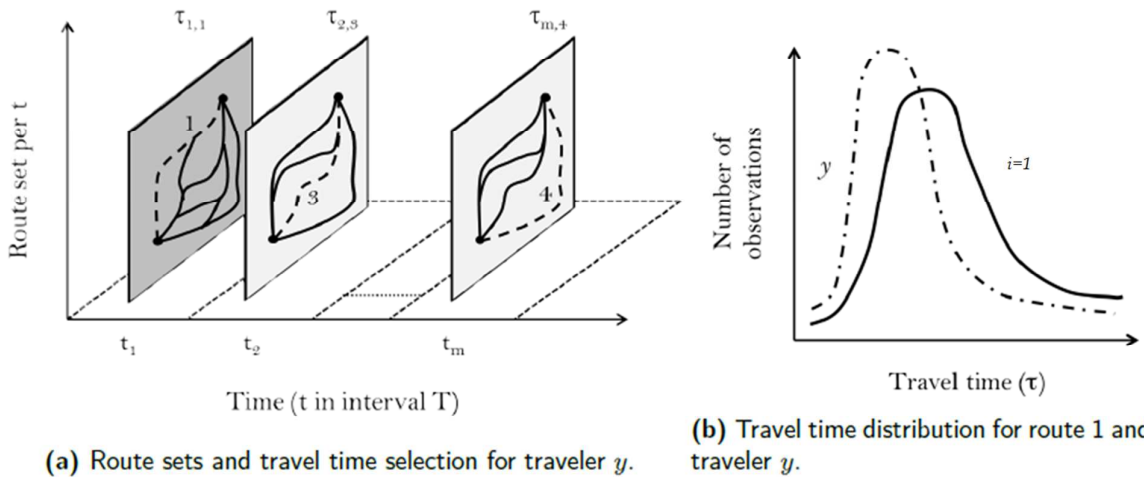 τ1,1 τ2,3 τm,4
Route set per t
1
3
4
t1 t2 tm
Time (t in interval T)
(a) Route sets and travel time selection for traveler y.
Number of
observations
y
i=1
Travel time (τ)
(b) Travel time distribution for route 1 and
traveler y.